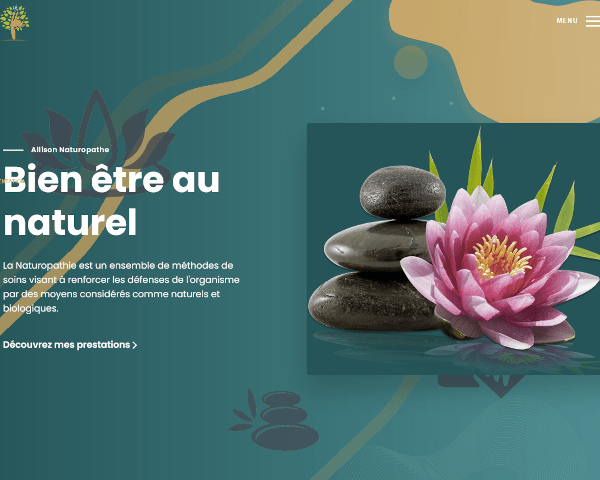 MENU
Allison Naturopathe
Bien être au
naturel
La Naturopathie est un ensemble de méthodes de
soins visant à renforcer les défenses de l'organisme
par des moyens considérés comme naturels et
biologiques.
Découvrez mes prestations